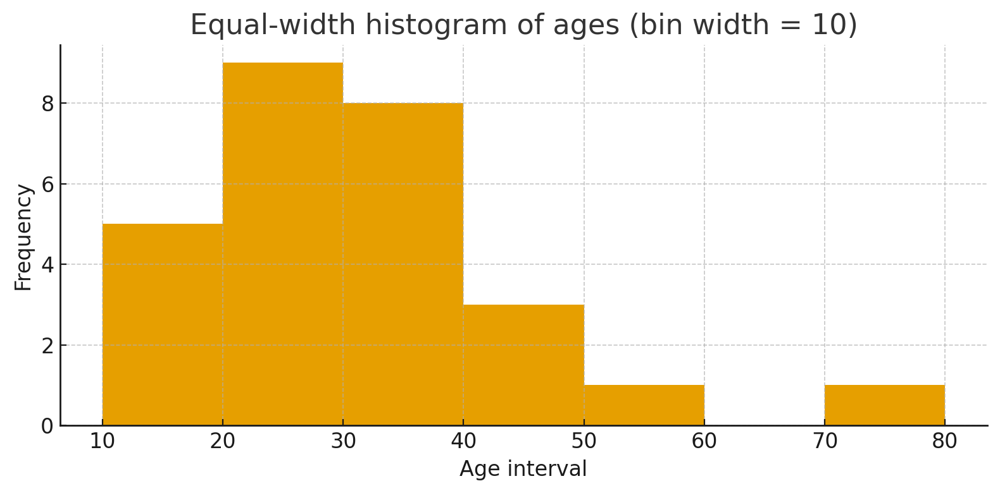 Equal-width histogram of ages (bin width = 10)
Frequency
8
6
4
2
0
10 20 30 40 50 60 70 80
Age interval